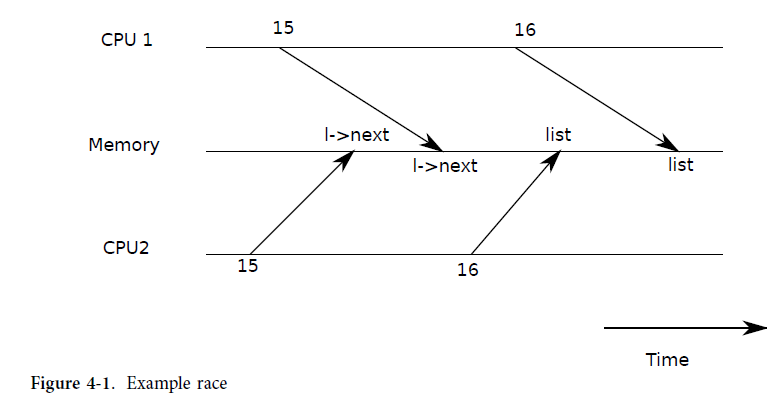 15
16
CPU 1
l->next
list
Memory
l->next
list
CPU2
15
16
Time
Figure 4-1. Example race